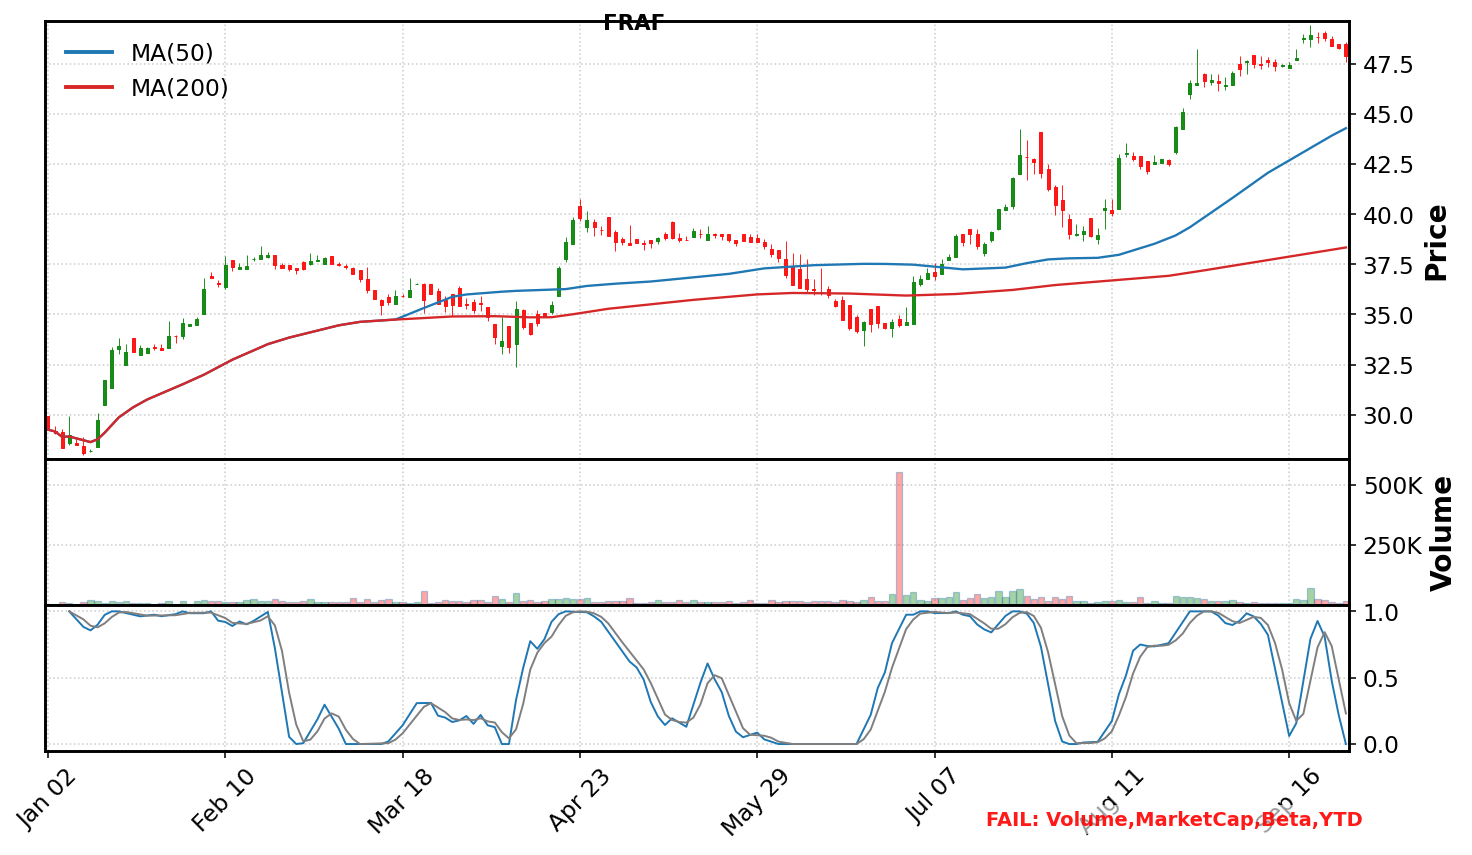 FRAF
MA(50)
MA(200)
47.5
45.0
42.5
40.0
37.5
35.0
32.5
30.0
Price
500K
250K
Volume
1.0
0.5
0.0
Jan 02
Feb 10
Mar 18
Apr 23
May 29
Jul 07
Aug 11
Sep 16
FAIL: Volume,MarketCap,Beta,YTD